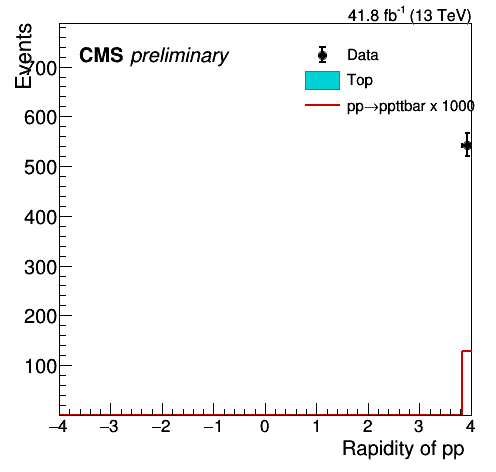 41.8 fb⁻¹ (13 TeV)
Events
CMS preliminary
Data
Top
pp→ppttbar x 1000
700
600
500
400
300
200
100
−4 −3 −2 −1 0 1 2 3 4
Rapidity of pp